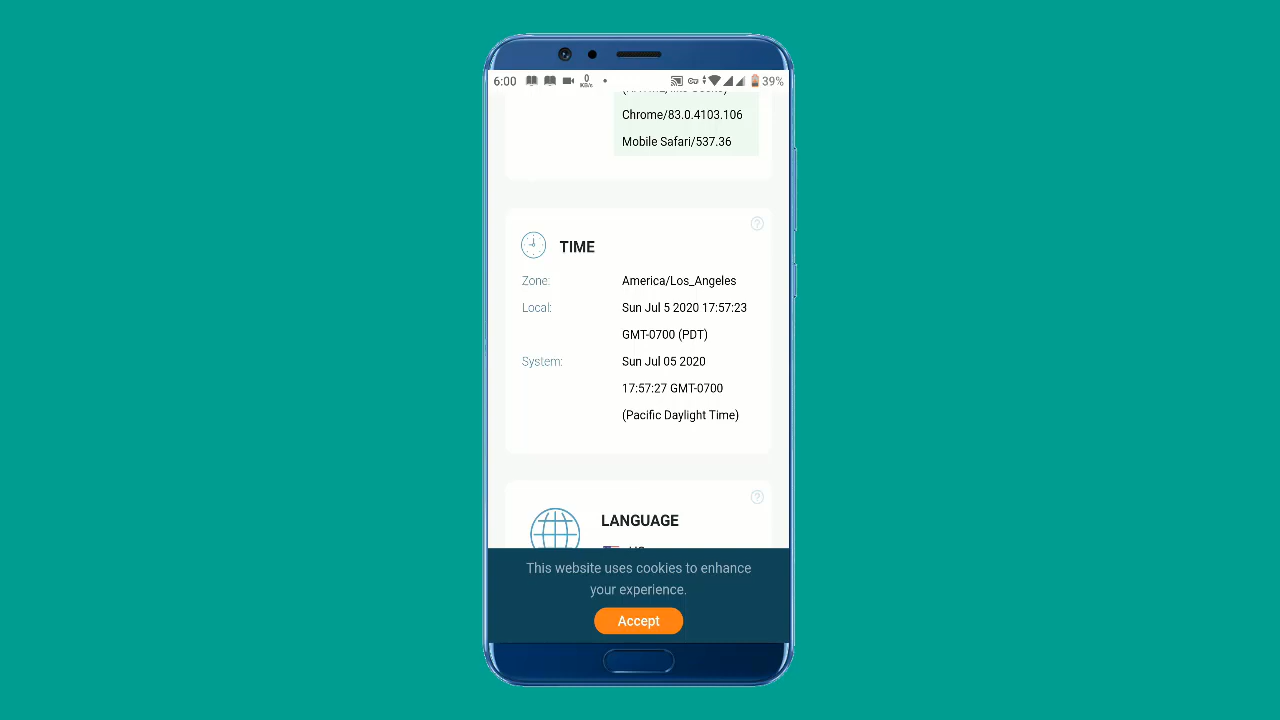 6:00 0 KB/s 39%
Chrome/83.0.4103.106
Mobile Safari/537.36
TIME
Zone: America/Los_Angeles
Local: Sun Jul 5 2020 17:57:23
GMT-0700 (PDT)
System: Sun Jul 05 2020
17:57:27 GMT-0700
(Pacific Daylight Time)
LANGUAGE
This website uses cookies to enhance
your experience.
Accept